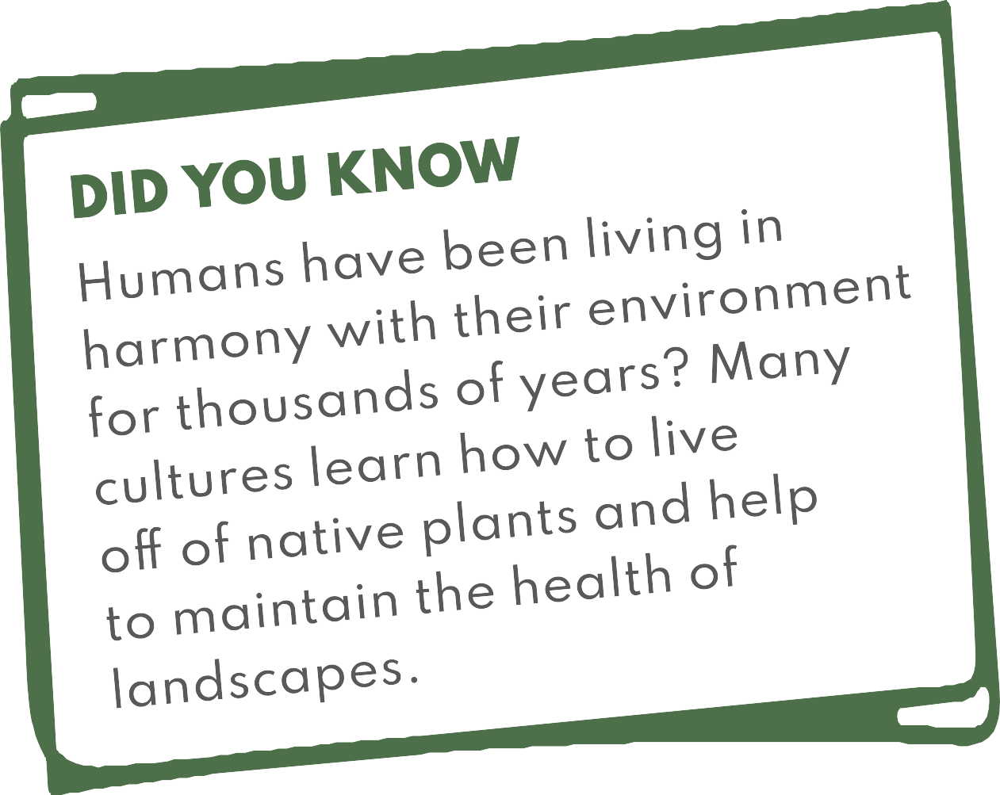 DID YOU KNOW
Humans have been living in
harmony with their environment
for thousands of years? Many
cultures learn how to live
off of native plants and help
to maintain the health of
landscapes.